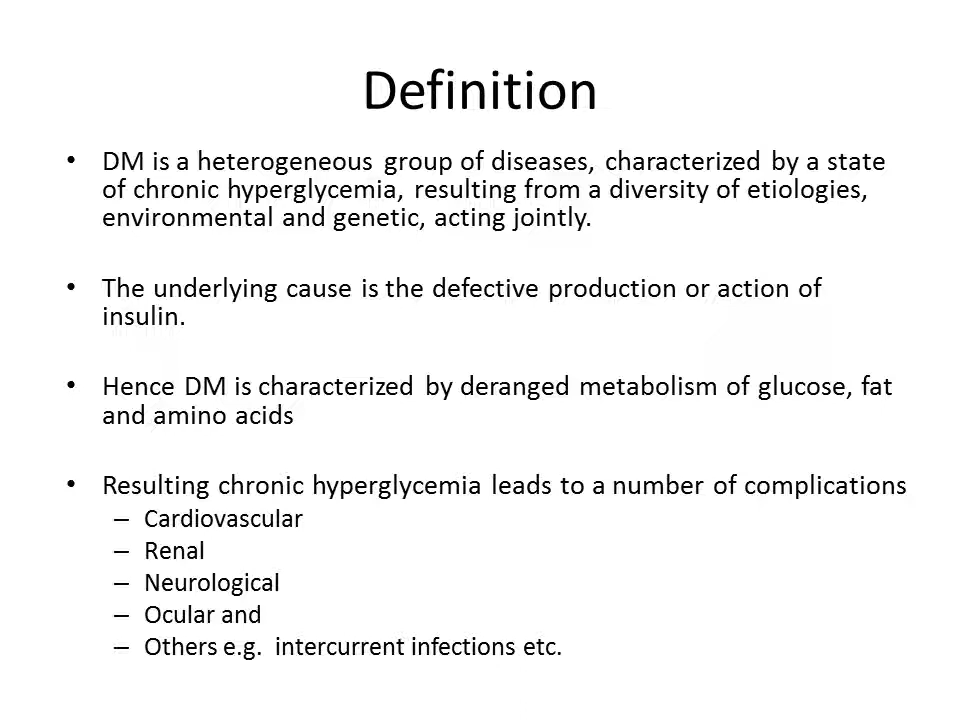 Definition
• DM is a heterogeneous group of diseases, characterized by a state
of chronic hyperglycemia, resulting from a diversity of etiologies,
environmental and genetic, acting jointly.
• The underlying cause is the defective production or action of
insulin.
• Hence DM is characterized by deranged metabolism of glucose, fat
and amino acids
• Resulting chronic hyperglycemia leads to a number of complications
– Cardiovascular
– Renal
– Neurological
– Ocular and
– Others e.g. intercurrent infections etc.